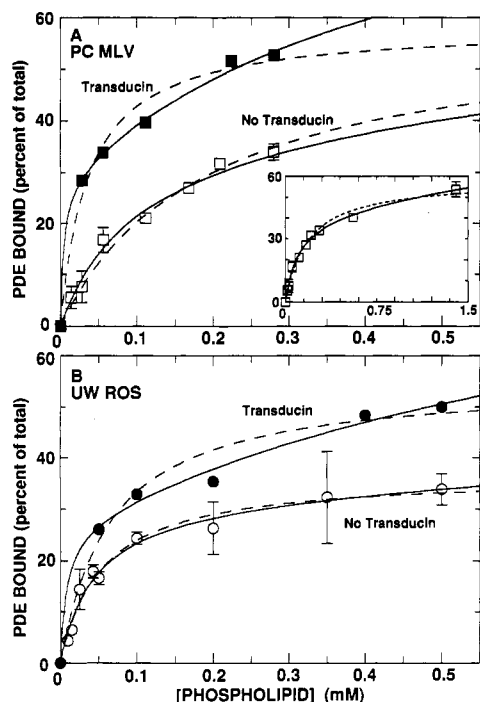 A
PC MLV
Transducin
No Transducin
PDE BOUND (percent of total)
60
40
20
0
60
30
0
0
0.75
1.5
0
0.1
0.2
0.3
0.4
0.5
B
UW ROS
Transducin
No Transducin
PDE BOUND (percent of total)
60
40
20
0
0
0.1
0.2
0.3
0.4
0.5
[PHOSPHOLIPID] (mM)